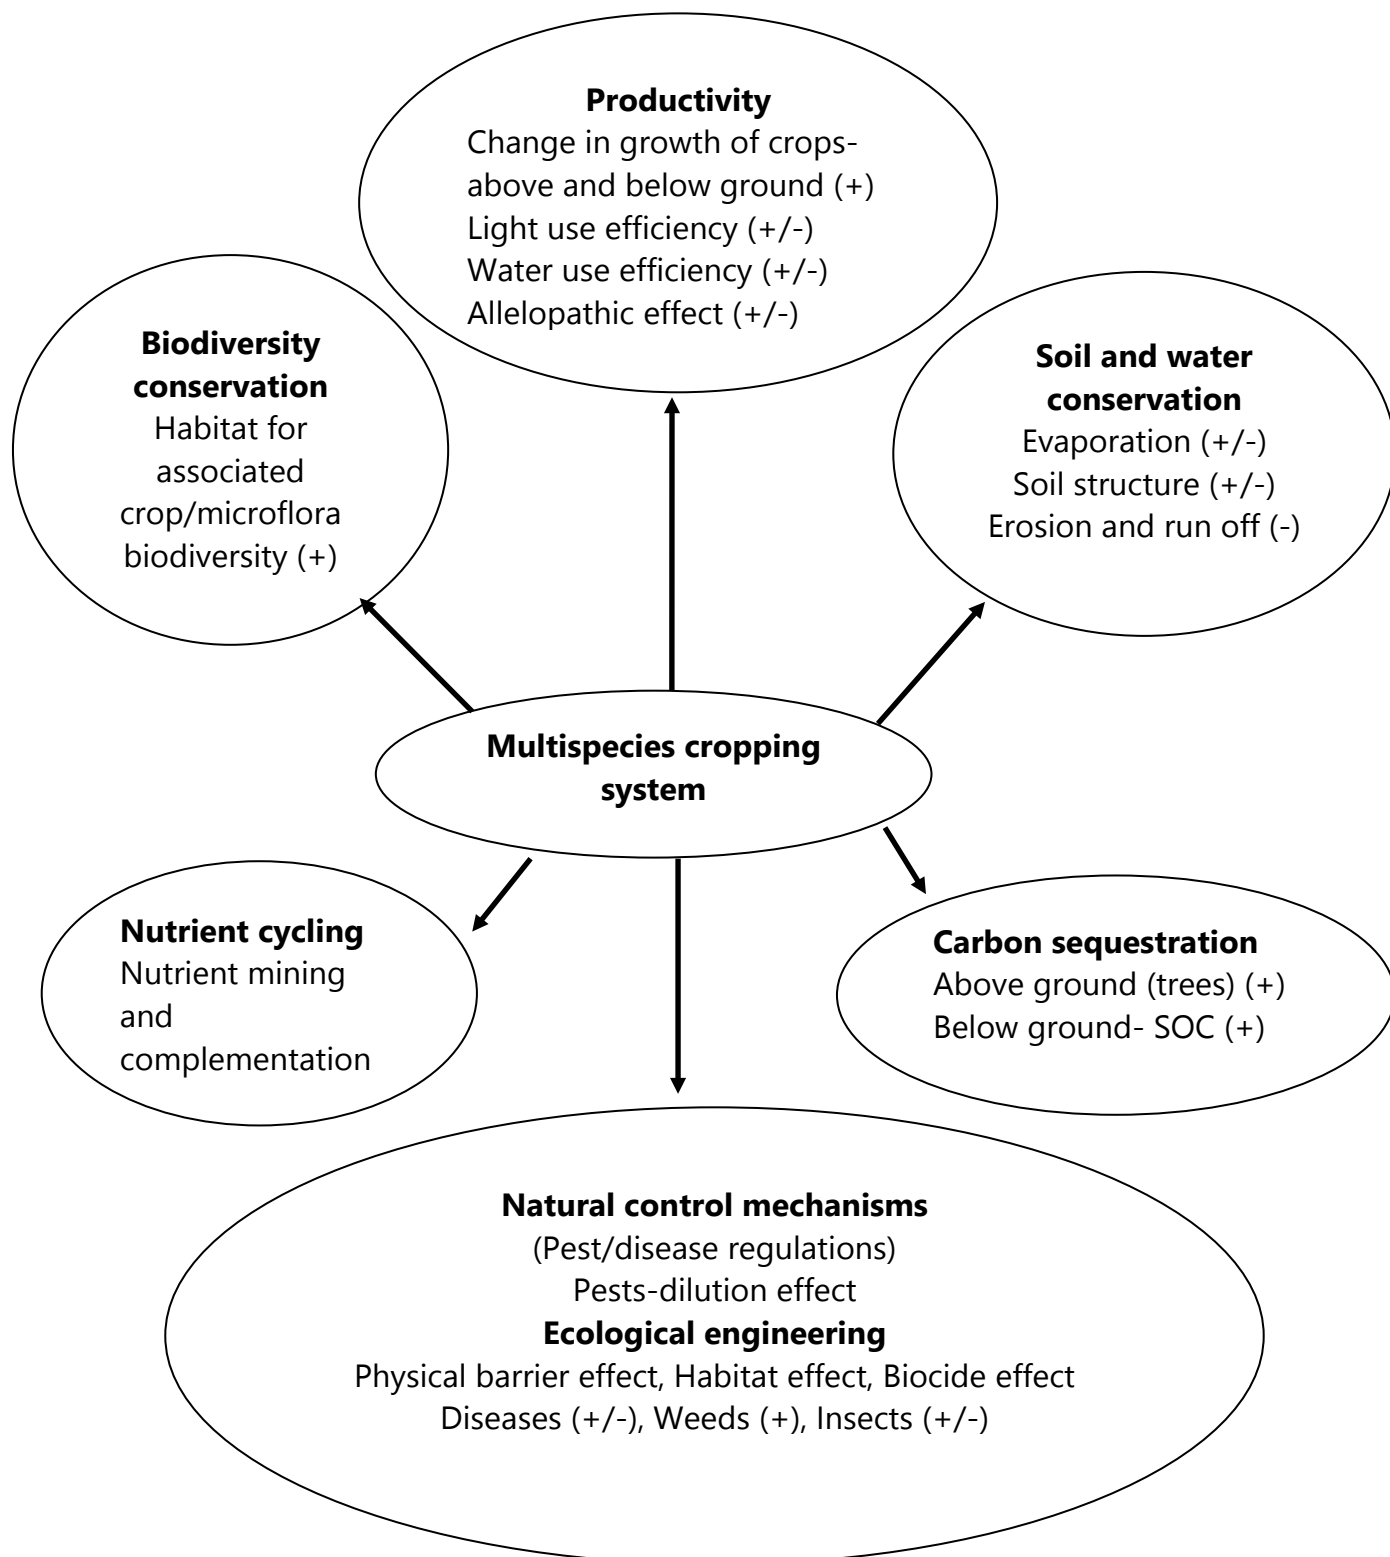 Productivity
Change in growth of crops-
above and below ground (+)
Light use efficiency (+/-)
Water use efficiency (+/-)
Allelopathic effect (+/-)
Biodiversity
conservation
Habitat for
associated
crop/microflora
biodiversity (+)
Soil and water
conservation
Evaporation (+/-)
Soil structure (+/-)
Erosion and run off (-)
Multispecies cropping
system
Nutrient cycling
Nutrient mining
and
complementation
Carbon sequestration
Above ground (trees) (+)
Below ground- SOC (+)
Natural control mechanisms
(Pest/disease regulations)
Pests-dilution effect
Ecological engineering
Physical barrier effect, Habitat effect, Biocide effect
Diseases (+/-), Weeds (+), Insects (+/-)